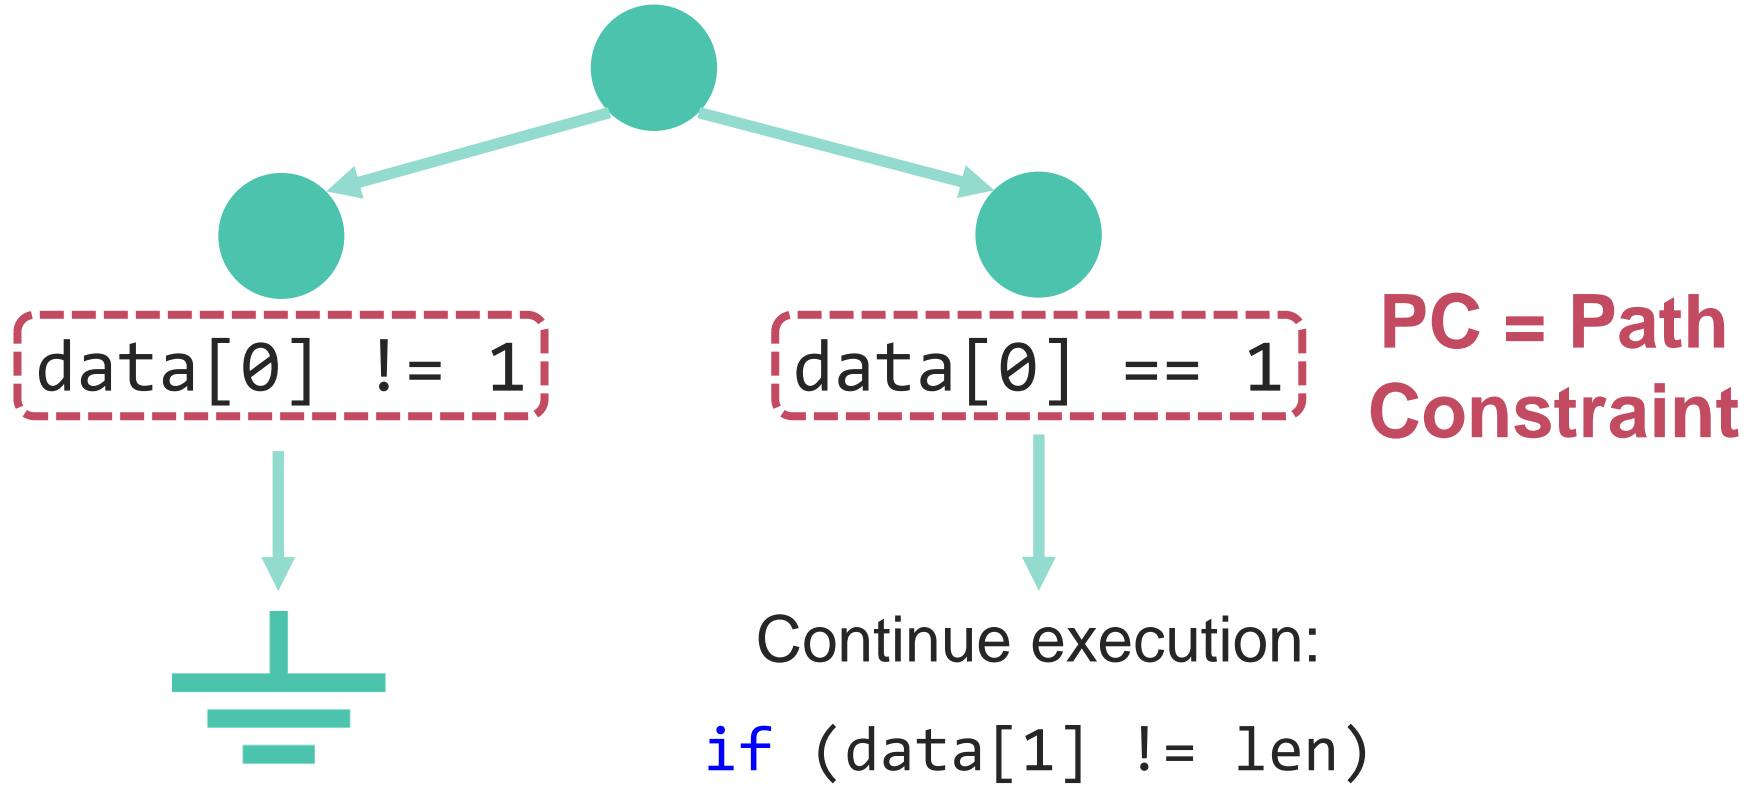 data[0] != 1
data[0] == 1
PC = Path
Constraint
Continue execution:
if (data[1] != len)